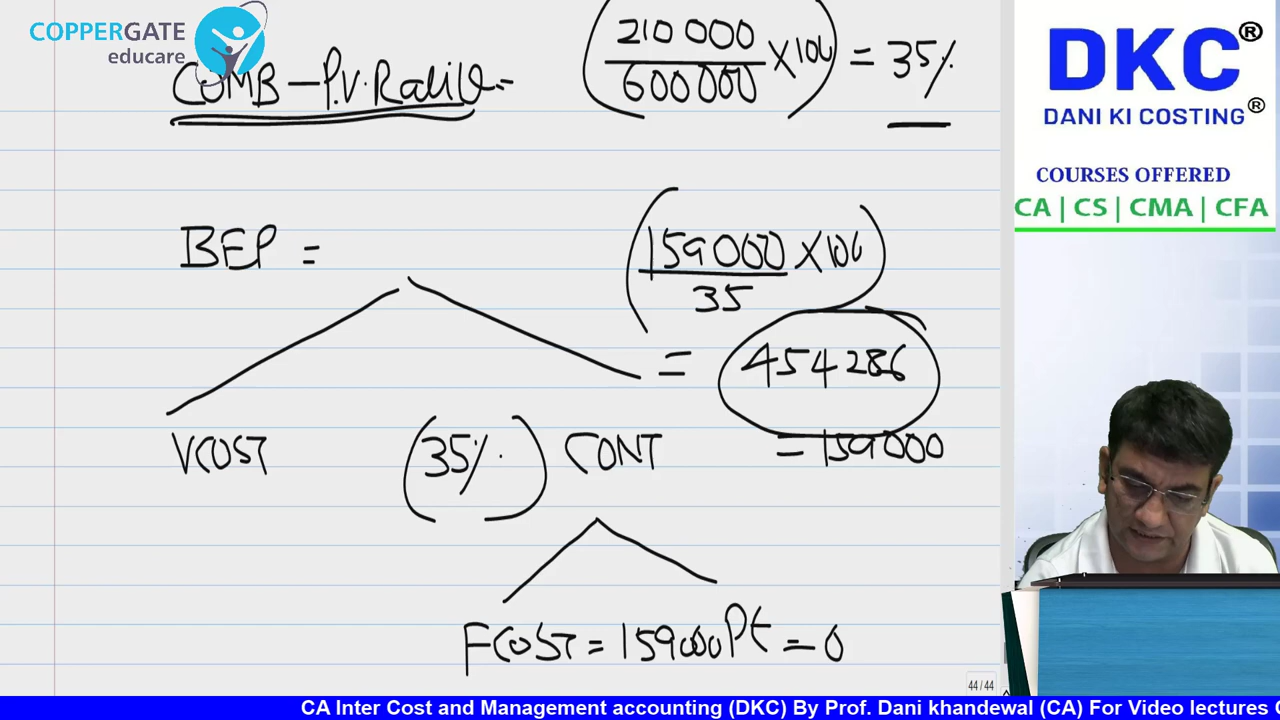 COPPERGATE
educare
COMB - P.V. Ratio = (210000/600000 × 100) = 35%
BEP = (159000/35 × 100)
= 454286
VCOST (35%) CONT = 159000
FCOST = 159000 Pt = 0
44 / 44
DKC®
DANI KI COSTING®
COURSES OFFERED
CA | CS | CMA | CFA
CA Inter Cost and Management accounting (DKC) By Prof. Dani khandewal (CA) For Video lectures